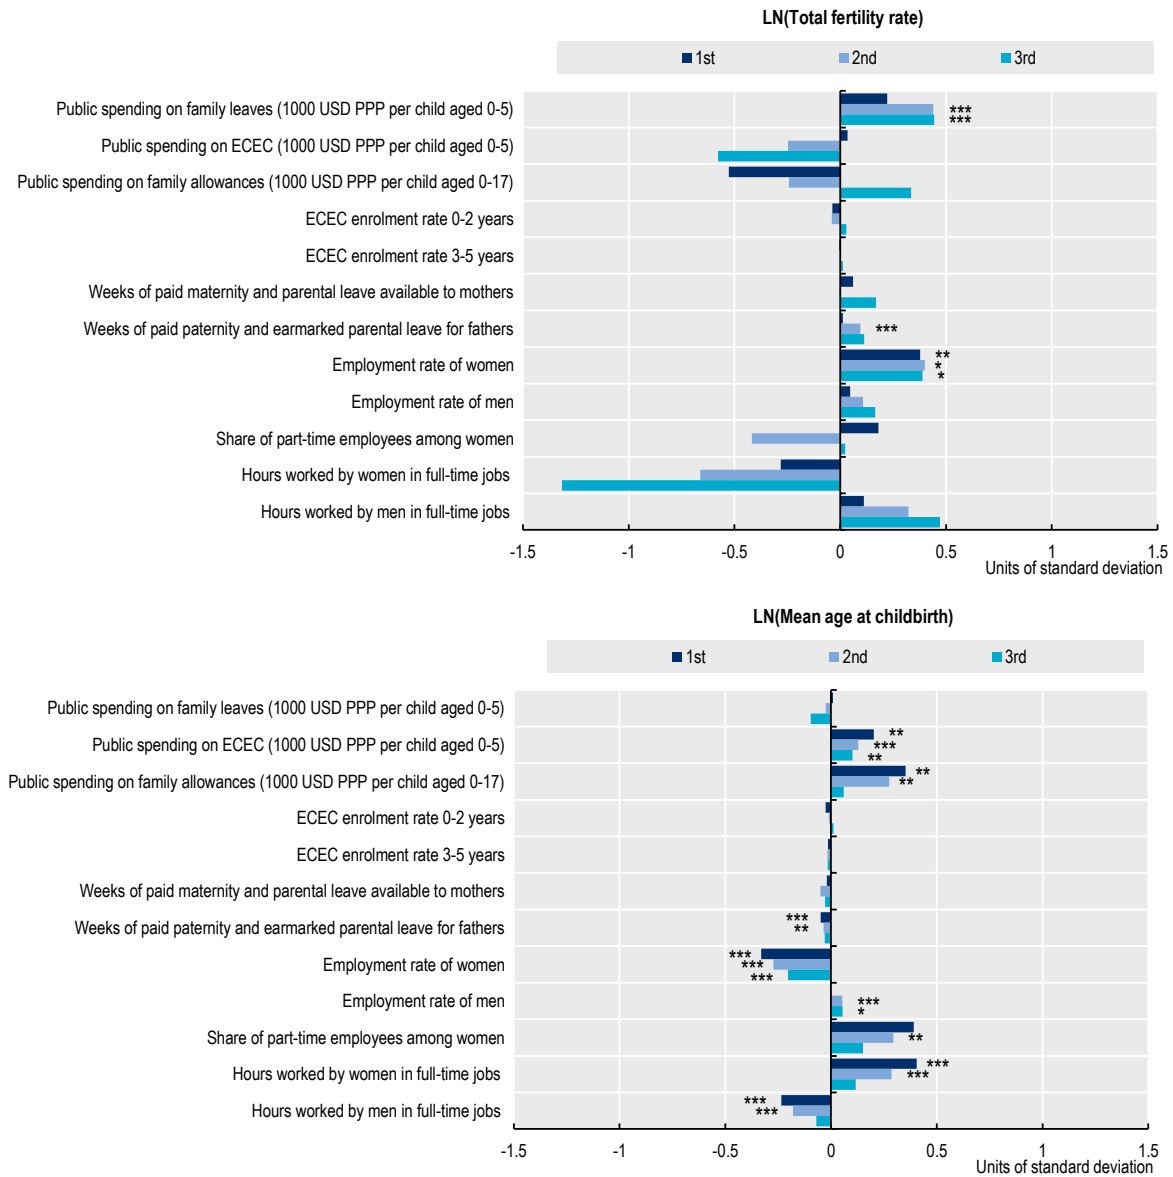 LN(Total fertility rate)
1st 2nd 3rd
Public spending on family leaves (1000 USD PPP per child aged 0-5)
***
***
Public spending on ECEC (1000 USD PPP per child aged 0-5)
Public spending on family allowances (1000 USD PPP per child aged 0-17)
ECEC enrolment rate 0-2 years
ECEC enrolment rate 3-5 years
Weeks of paid maternity and parental leave available to mothers
Weeks of paid paternity and earmarked parental leave for fathers
***
Employment rate of women
**
*
*
Employment rate of men
Share of part-time employees among women
Hours worked by women in full-time jobs
Hours worked by men in full-time jobs
-1.5 -1 -0.5 0 0.5 1 1.5
Units of standard deviation
LN(Mean age at childbirth)
1st 2nd 3rd
Public spending on family leaves (1000 USD PPP per child aged 0-5)
Public spending on ECEC (1000 USD PPP per child aged 0-5)
**
***
**
Public spending on family allowances (1000 USD PPP per child aged 0-17)
**
**
ECEC enrolment rate 0-2 years
ECEC enrolment rate 3-5 years
Weeks of paid maternity and parental leave available to mothers
Weeks of paid paternity and earmarked parental leave for fathers
***
**
Employment rate of women
***
***
***
Employment rate of men
***
*
Share of part-time employees among women
**
Hours worked by women in full-time jobs
***
***
Hours worked by men in full-time jobs
***
***
-1.5 -1 -0.5 0 0.5 1 1.5
Units of standard deviation